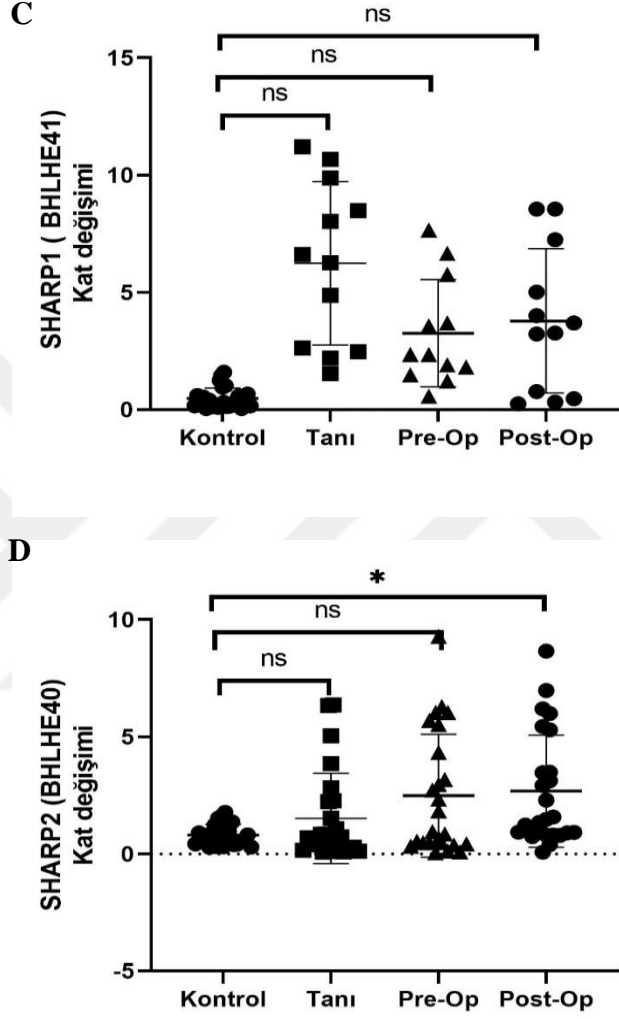 C
ns
ns
ns
15
10
5
0
SHARP1 ( BHLHE41)
Kat değişimi
Kontrol Tanı Pre-Op Post-Op
D
*
ns
ns
10
5
0
-5
SHARP2 (BHLHE40)
Kat değişimi
Kontrol Tanı Pre-Op Post-Op